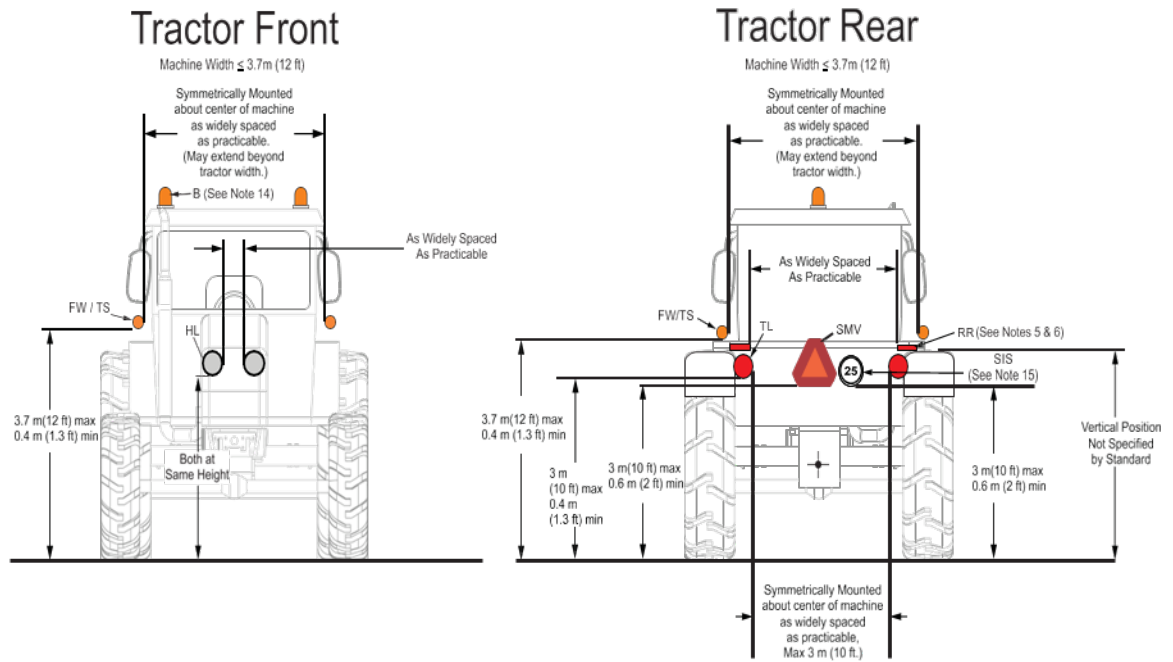 Tractor Front
Machine Width ≤ 3.7m (12 ft)
Symmetrically Mounted
about center of machine
as widely spaced
as practicable.
(May extend beyond
tractor width.)
B (See Note 14)
As Widely Spaced
As Practicable
FW / TS
HL
3.7 m(12 ft) max
0.4 m (1.3 ft) min
Both at
Same Height
Tractor Rear
Machine Width ≤ 3.7m (12 ft)
Symmetrically Mounted
about center of machine
as widely spaced
as practicable.
(May extend beyond
tractor width.)
As Widely Spaced
As Practicable
FW/TS
TL
SMV
RR (See Notes 5 & 6)
25
SIS
(See Note 15)
3.7 m(12 ft) max
0.4 m (1.3 ft) min
3 m
(10 ft) max
0.4 m
(1.3 ft) min
3 m(10 ft) max
0.6 m (2 ft) min
3 m(10 ft) max
0.6 m (2 ft) min
Vertical Position
Not Specified
by Standard
Symmetrically Mounted
about center of machine
as widely spaced
as practicable,
Max 3 m (10 ft.)